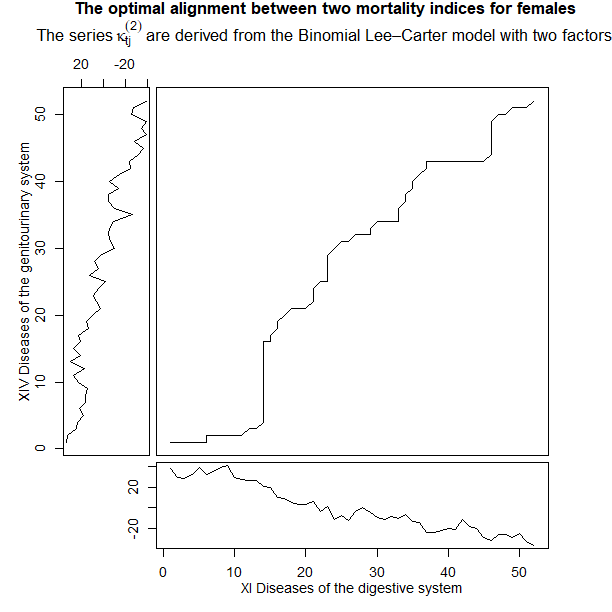 The optimal alignment between two mortality indices for females
The series κtj(2) are derived from the Binomial Lee–Carter model with two factors
20 -20
50
40
30
20
10
0
XIV Diseases of the genitourinary system
20
-20
0 10 20 30 40 50
XI Diseases of the digestive system